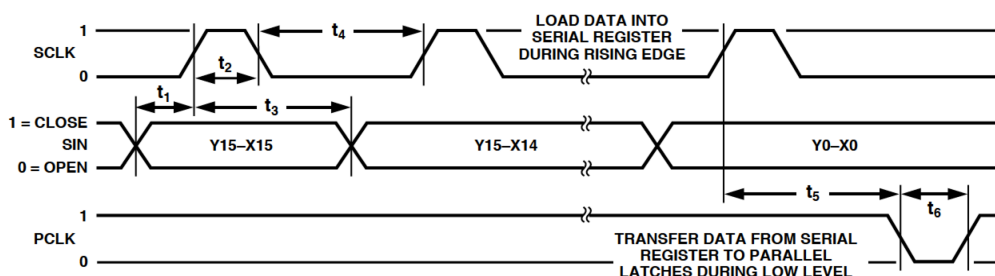 1
SCLK
0
t1
t2
t3
t4
LOAD DATA INTO
SERIAL REGISTER
DURING RISING EDGE
1 = CLOSE
SIN
0 = OPEN
Y15–X15
Y15–X14
Y0–X0
t5
t6
1
PCLK
0
TRANSFER DATA FROM SERIAL
REGISTER TO PARALLEL
LATCHES DURING LOW LEVEL